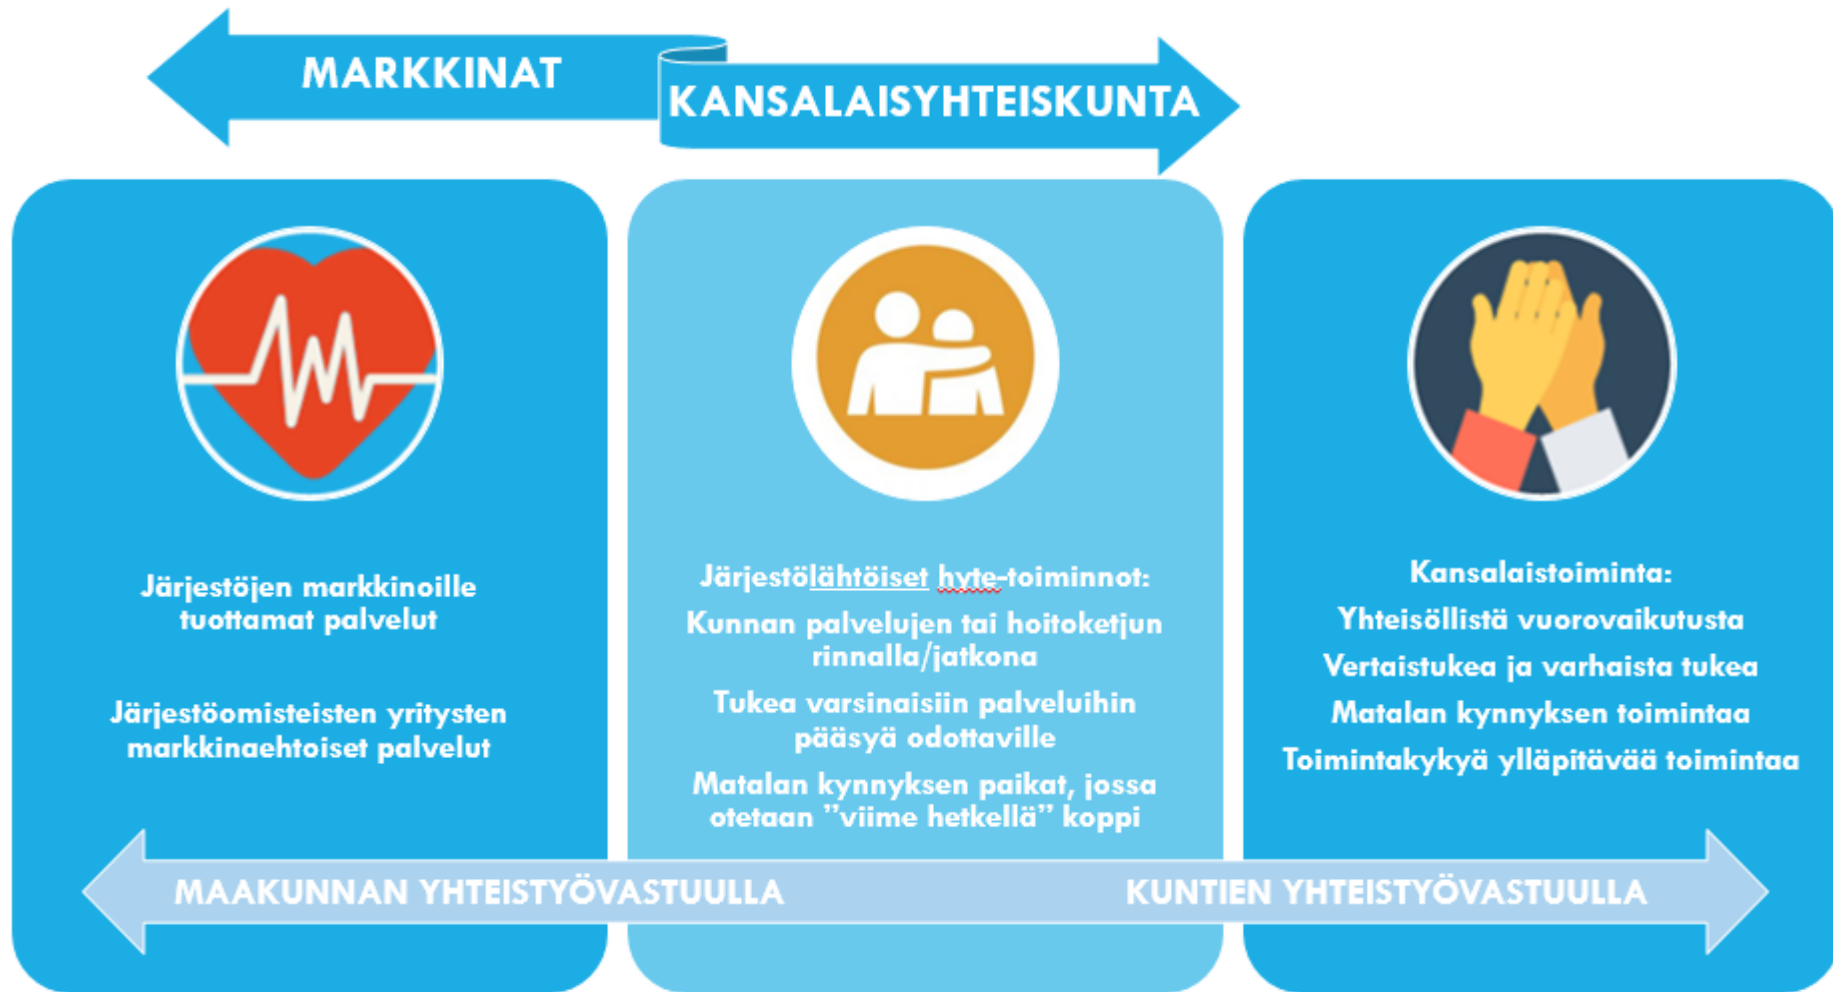 MARKKINAT
KANSALAISYHTEISKUNTA
Järjestöjen markkinoille
tuottamat palvelut
Järjestöomisteisten yritysten
markkinaehtoiset palvelut
Järjestölähtöiset hyte-toiminnot:
Kunnan palvelujen tai hoitoketjun
rinnalla/jatkona
Tukea varsinaisiin palveluihin
pääsyä odottaville
Matalan kynnyksen paikat, jossa
otetaan ”viime hetkellä” koppi
Kansalaistoiminta:
Yhteisöllistä vuorovaikutusta
Vertaistukea ja varhaista tukea
Matalan kynnyksen toimintaa
Toimintakykyä ylläpitävää toimintaa
MAAKUNNAN YHTEISTYÖVASTUULLA
KUNTIEN YHTEISTYÖVASTUULLA